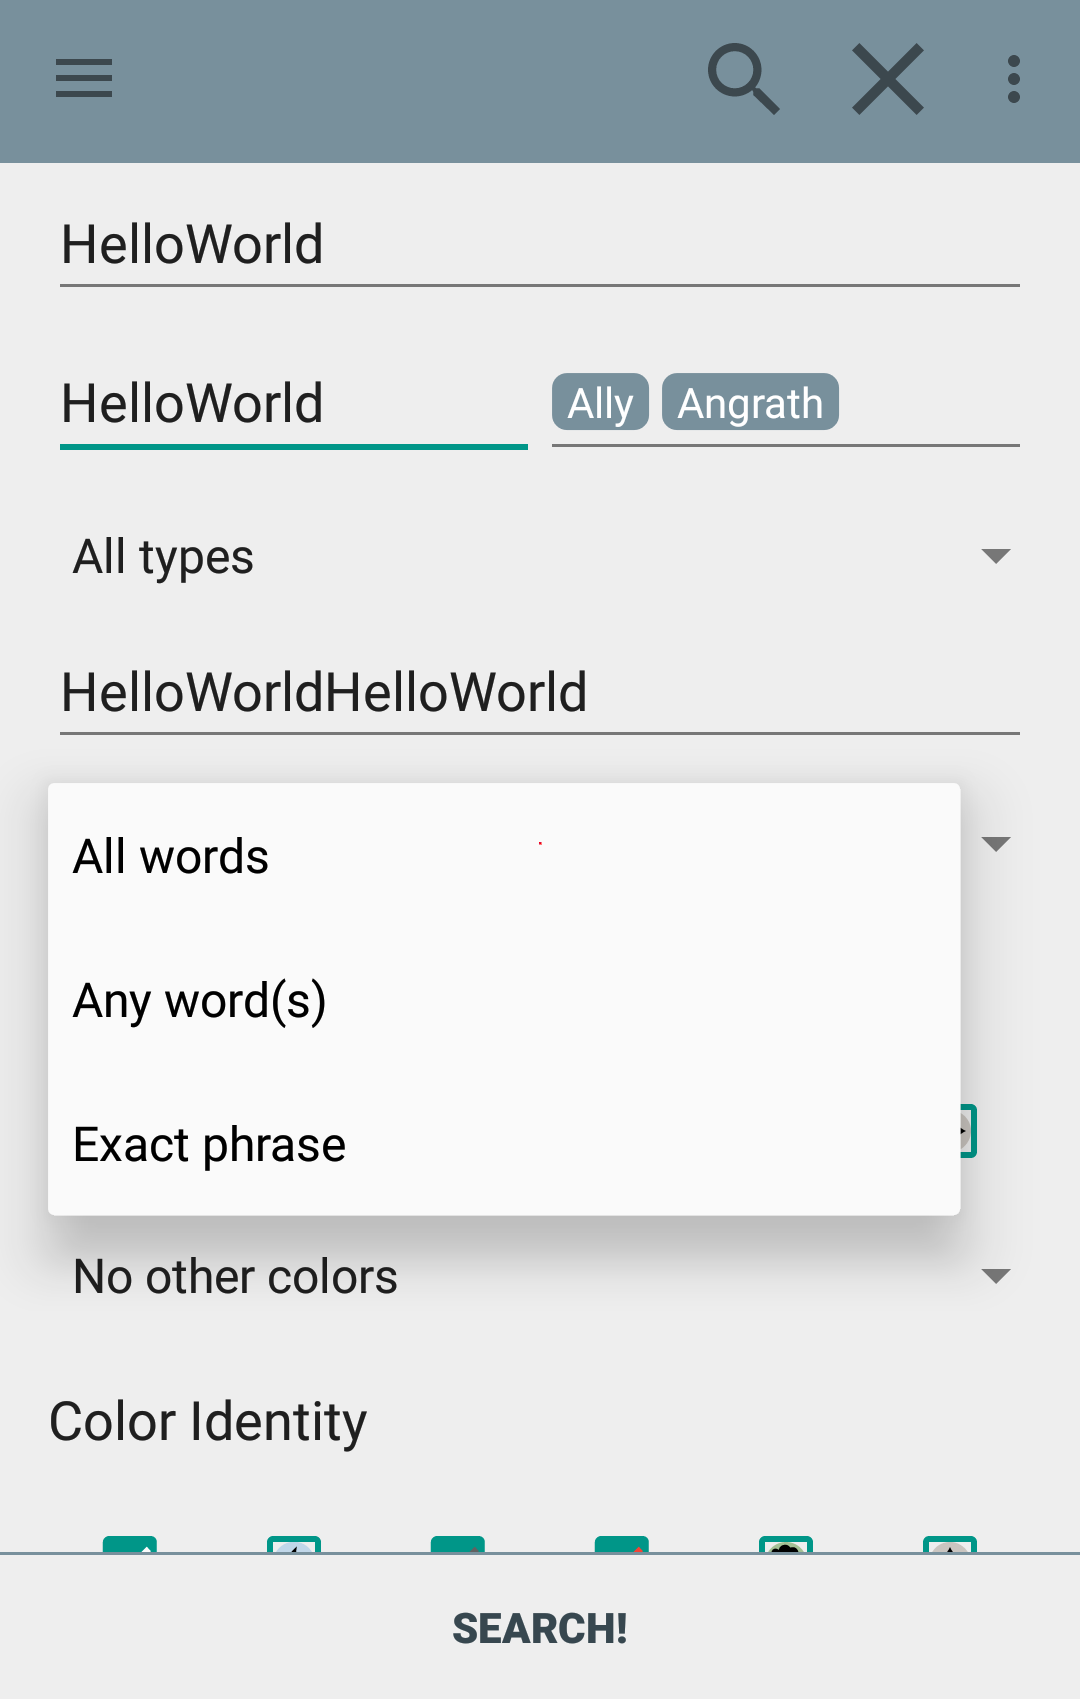 HelloWorld
HelloWorld Ally Angrath
All types
HelloWorldHelloWorld
All words
Any word(s)
Exact phrase
No other colors
Color Identity
SEARCH!